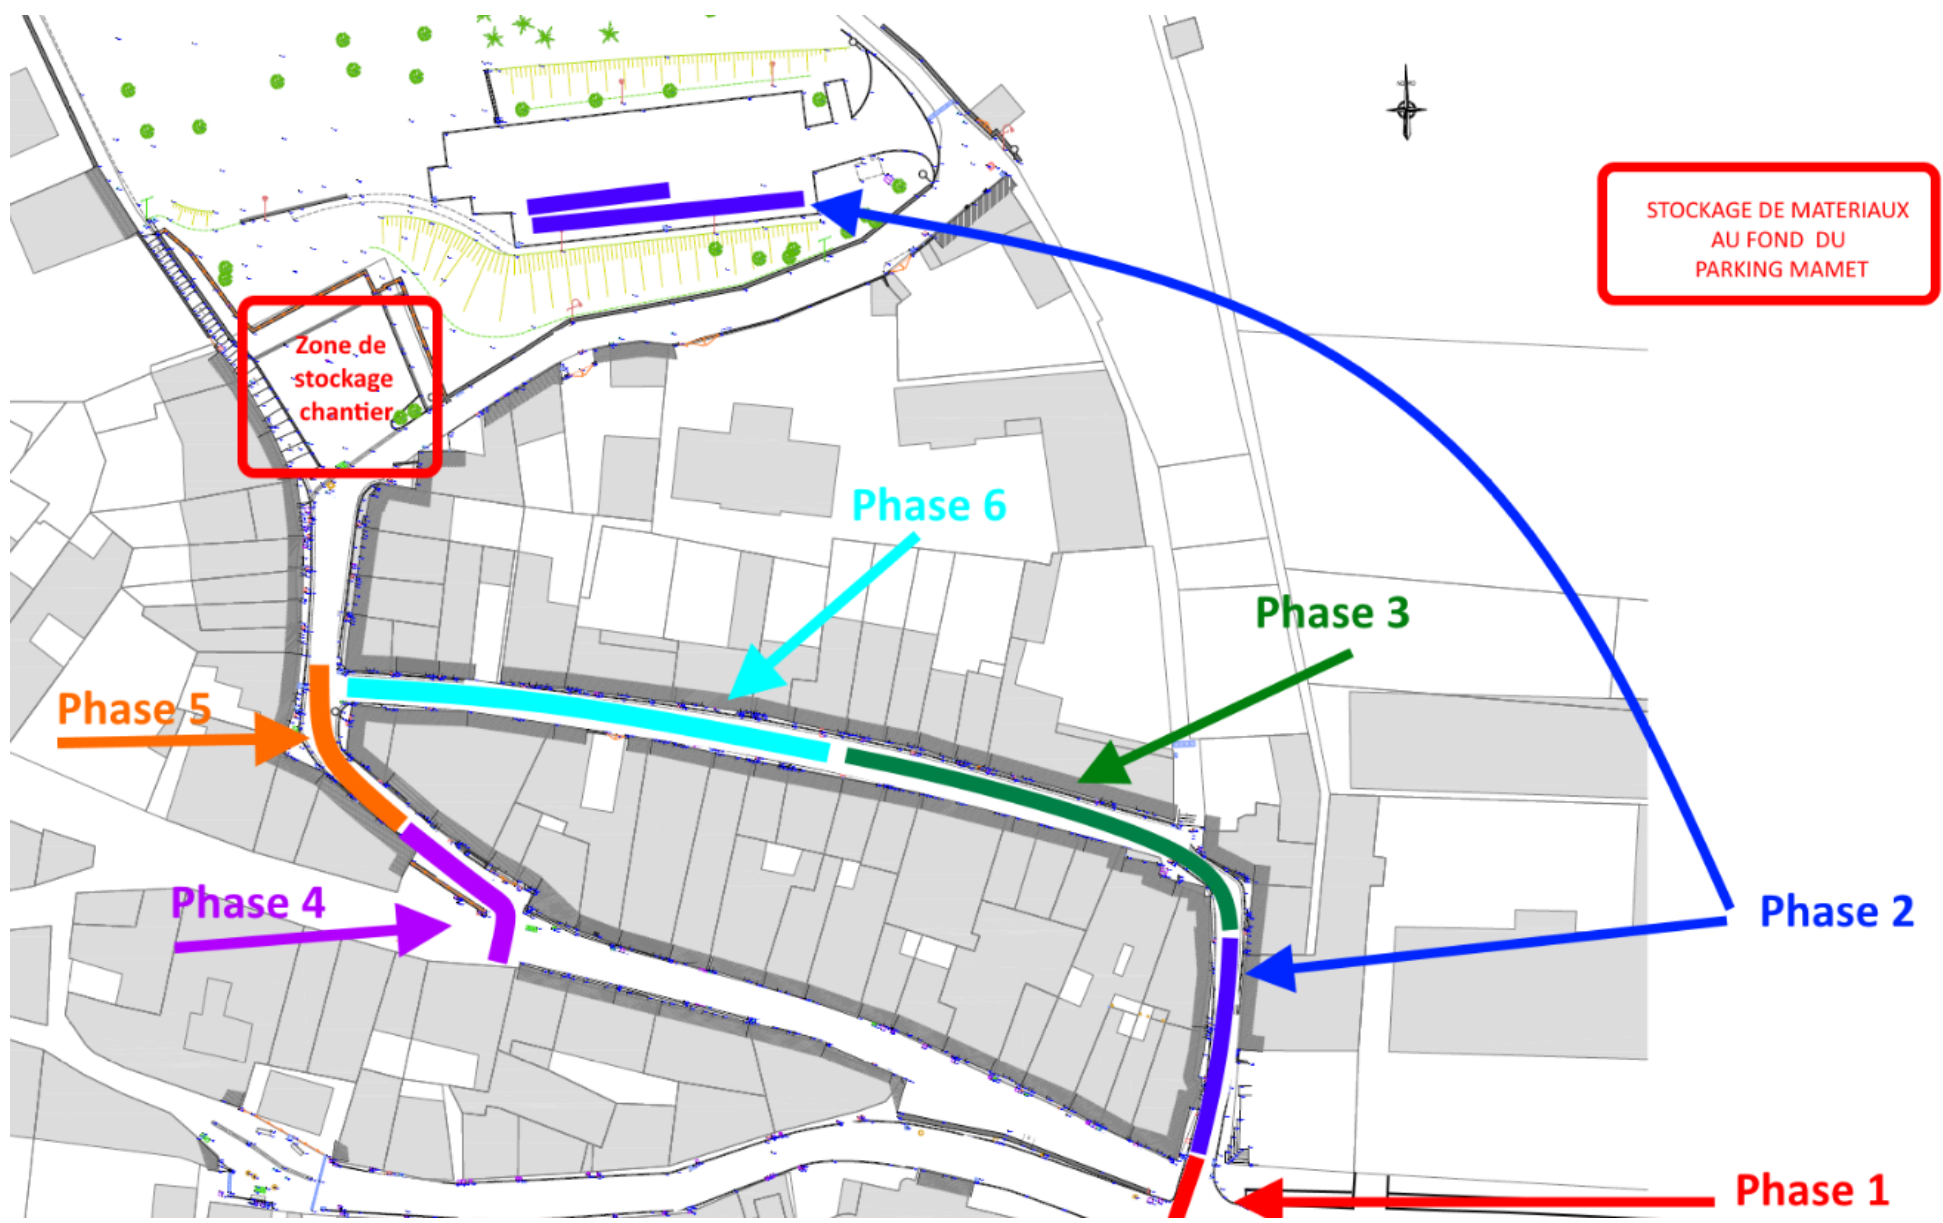 STOCKAGE DE MATERIAUX
AU FOND DU
PARKING MAMET
Zone de
stockage
chantier
Phase 6
Phase 3
Phase 5
Phase 4
Phase 2
Phase 1